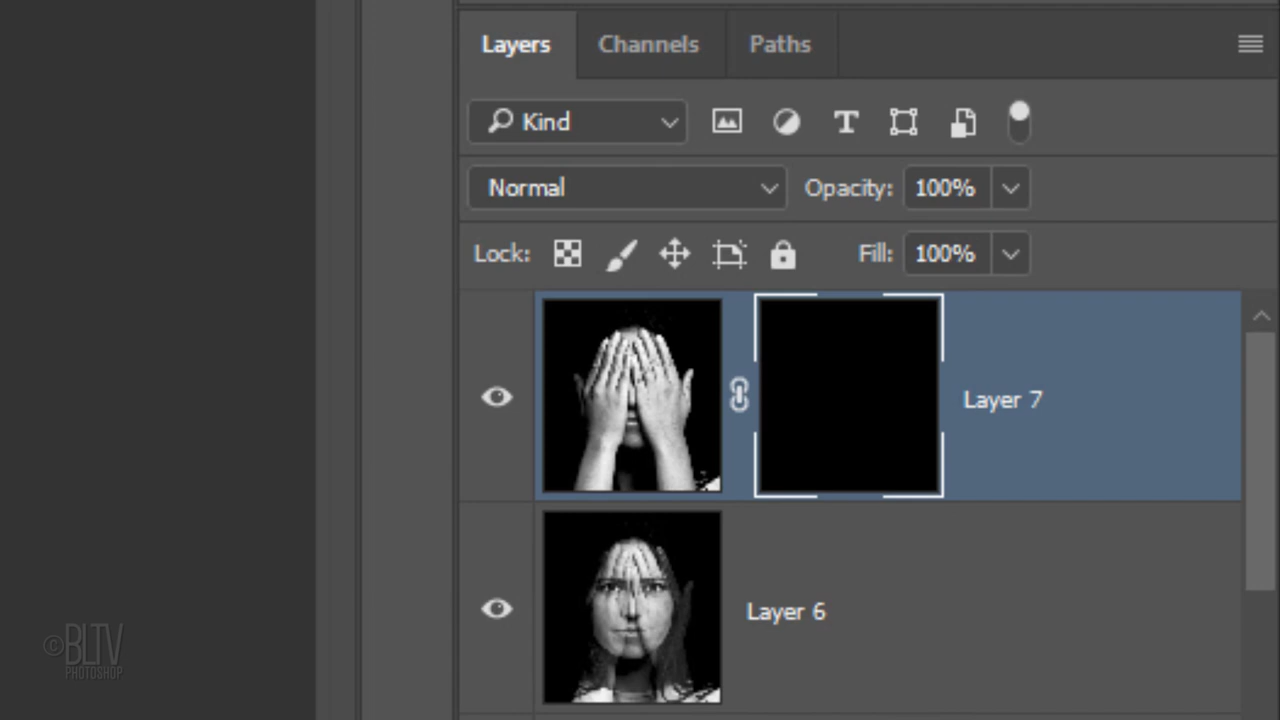 Layers Channels Paths
Kind
Normal Opacity: 100%
Lock: Fill: 100%
Layer 7
Layer 6
©BLTV
PHOTOSHOP